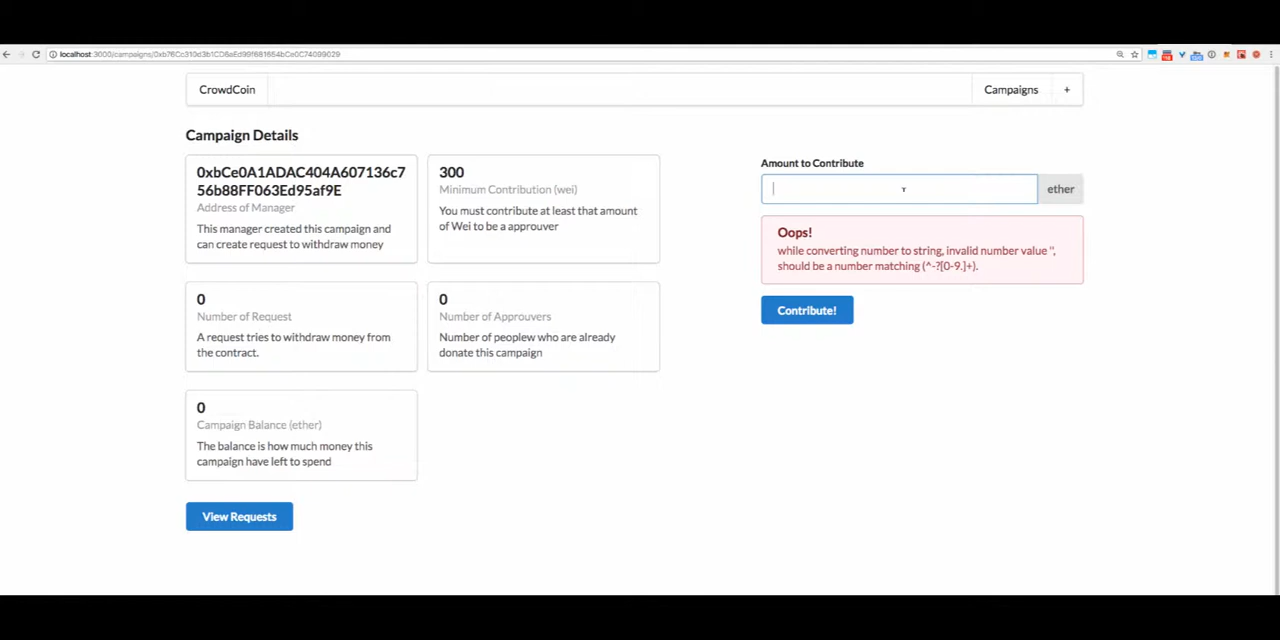 CrowdCoin
Campaigns
+
Campaign Details
0xbCe0A1ADAC404A607136c7
56b88FF063Ed95af9E
Address of Manager
This manager created this campaign and
can create request to withdraw money
300
Minimum Contribution (wei)
You must contribute at least that amount
of Wei to be a approuver
0
Number of Request
A request tries to withdraw money from
the contract.
0
Number of Approuvers
Number of peoplew who are already
donate this campaign
0
Campaign Balance (ether)
The balance is how much money this
campaign have left to spend
View Requests
Amount to Contribute
ether
Oops!
while converting number to string, invalid number value '',
should be a number matching (^-?[0-9.]+).
Contribute!